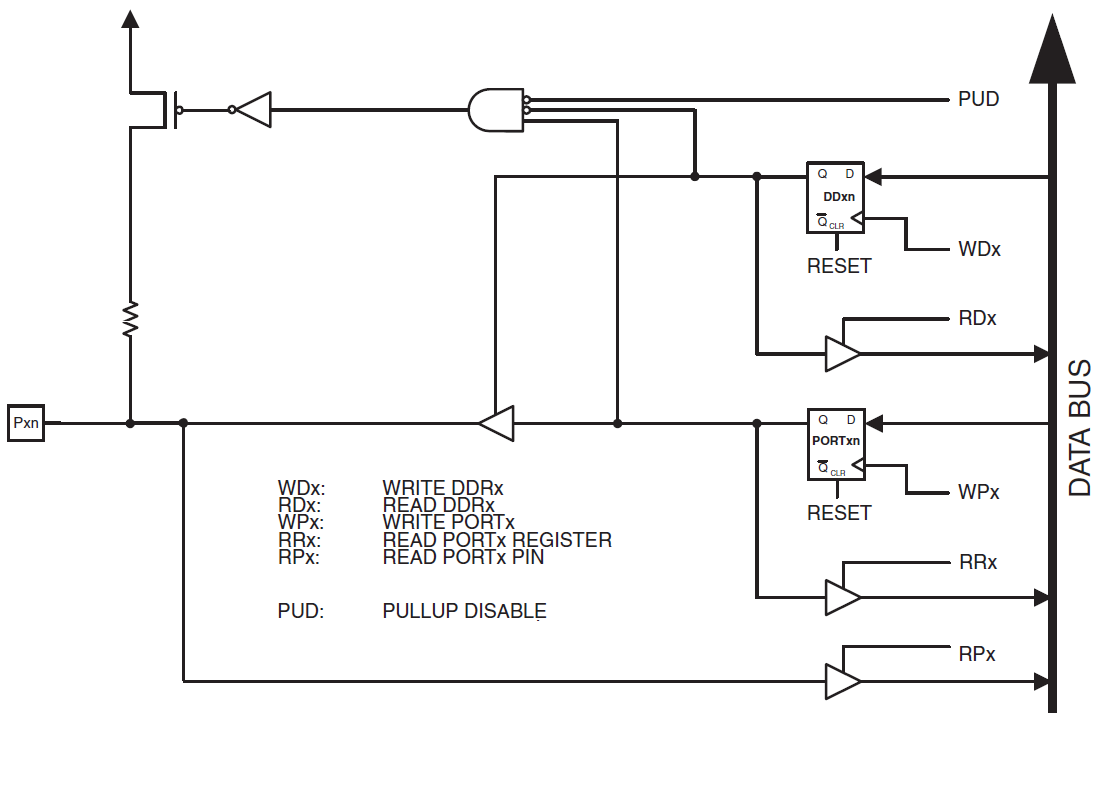 PUD
Q D
DDxn
Q CLR
WDx
RESET
RDx
Pxn
Q D
PORTxn
Q CLR
WPx
RESET
DATA BUS
WDx: WRITE DDRx
RDx: READ DDRx
WPx: WRITE PORTx
RRx: READ PORTx REGISTER
RPx: READ PORTx PIN
PUD: PULLUP DISABLE
RRx
RPx